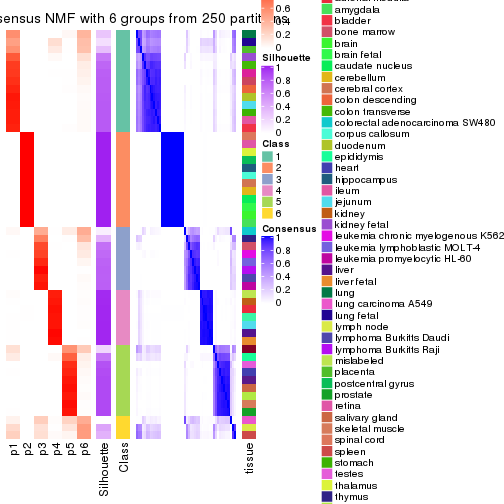 sensus NMF with 6 groups from 250 partitions
p1
p2
p3
p4
p5
p6
Silhouette
Class
tissue
0.6
0.4
0.2
0
Silhouette
1
0.8
0.6
0.4
0.2
0
Class
1
2
3
4
5
6
Consensus
1
0.8
0.6
0.4
0.2
0
amygdala
bladder
bone marrow
brain
brain fetal
caudate nucleus
cerebellum
cerebral cortex
colon descending
colon transverse
colorectal adenocarcinoma SW480
corpus callosum
duodenum
epididymis
heart
hippocampus
ileum
jejunum
kidney
kidney fetal
leukemia chronic myelogenous K562
leukemia lymphoblastic MOLT-4
leukemia promyelocytic HL-60
liver
liver fetal
lung
lung carcinoma A549
lung fetal
lymph node
lymphoma Burkitts Daudi
lymphoma Burkitts Raji
mislabeled
placenta
postcentral gyrus
prostate
retina
salivary gland
skeletal muscle
spinal cord
spleen
stomach
testes
thalamus
thymus